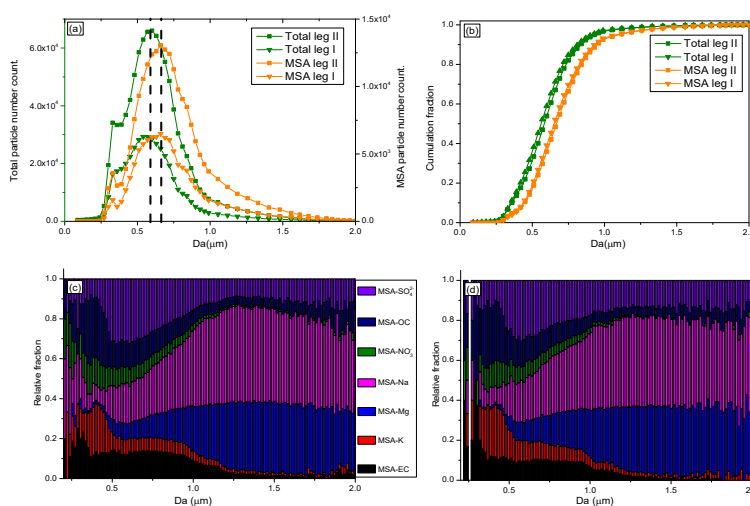 (a)
Total leg II
Total leg I
MSA leg II
MSA leg I
Total particle number count
6.0x10⁴
4.0x10⁴
2.0x10⁴
0.0
MSA particle number count.
1.5x10⁴
1.0x10⁴
5.0x10³
0.0
0.0 0.5 1.0 1.5 2.0
Da(μm)
(b)
Total leg II
Total leg I
MSA leg II
MSA leg I
Cumulation fraction
1.0
0.8
0.6
0.4
0.2
0.0
0.0 0.5 1.0 1.5 2.0
Da(μm)
(c)
Relative fraction
1.0
0.8
0.6
0.4
0.2
0.0
0.5 1.0 1.5 2.0
Da (μm)
MSA-SO₄²⁻
MSA-OC
MSA-NO₃⁻
MSA-Na
MSA-Mg
MSA-K
MSA-EC
(d)
Relative fraction
1.0
0.8
0.6
0.4
0.2
0.0
0.5 1.0 1.5 2.0
Da (μm)